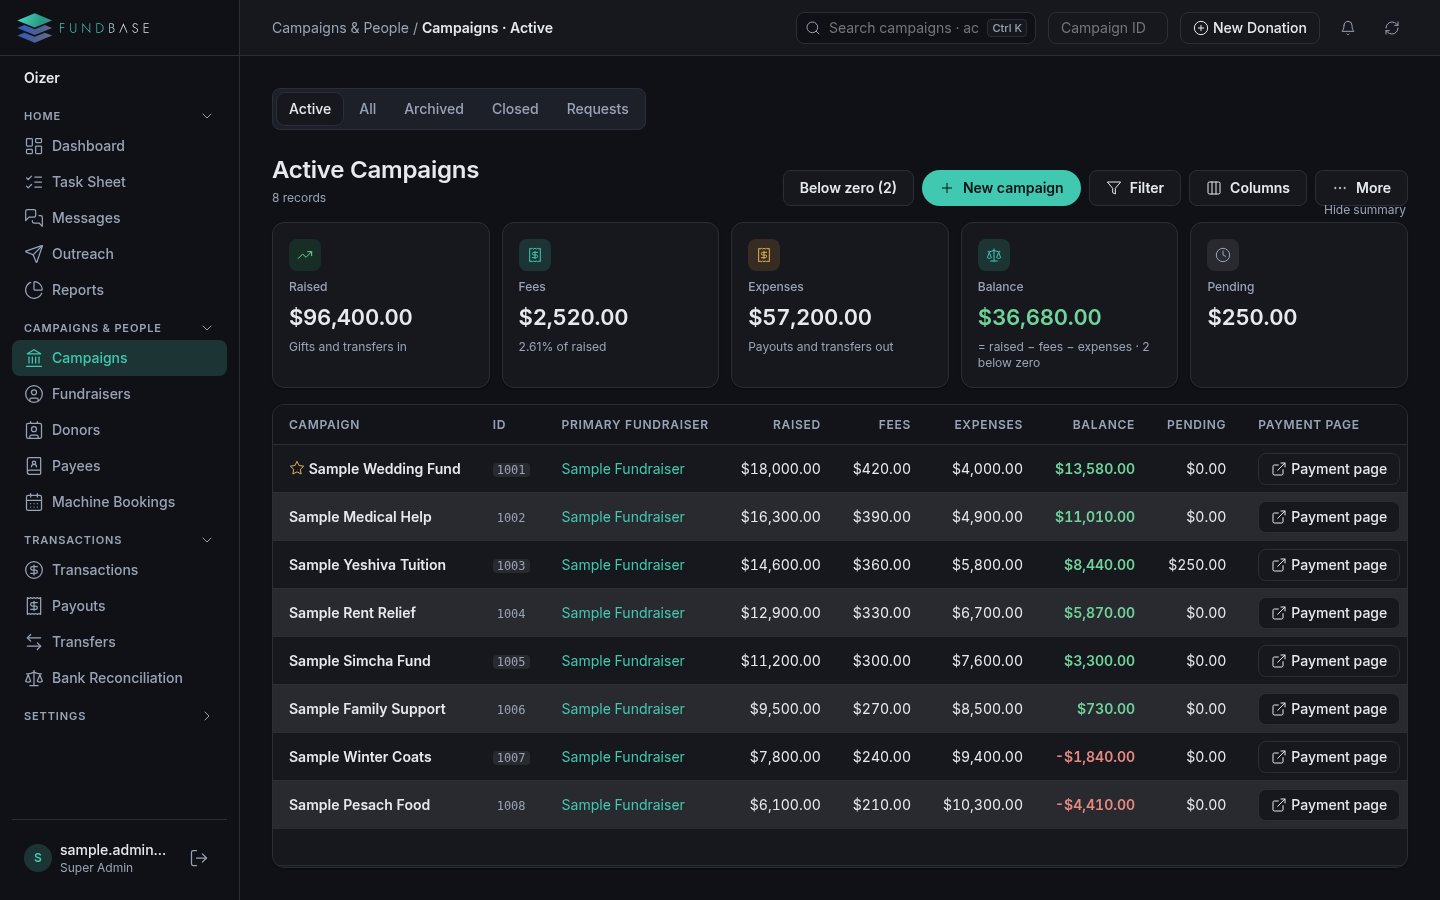 FUNDBASE
Campaigns & People / Campaigns · Active
Search campaigns · ac
Ctrl K
Campaign ID
New Donation
Oizer
HOME
Dashboard
Task Sheet
Messages
Outreach
Reports
CAMPAIGNS & PEOPLE
Campaigns
Fundraisers
Donors
Payees
Machine Bookings
TRANSACTIONS
Transactions
Payouts
Transfers
Bank Reconciliation
SETTINGS
S
sample.admin...
Super Admin
Active All Archived Closed Requests
Active Campaigns
8 records
Below zero (2)
New campaign
Filter
Columns
More
Hide summary
Raised
$96,400.00
Gifts and transfers in
Fees
$2,520.00
2.61% of raised
Expenses
$57,200.00
Payouts and transfers out
Balance
$36,680.00
= raised − fees − expenses · 2
below zero
Pending
$250.00
CAMPAIGN ID PRIMARY FUNDRAISER RAISED FEES EXPENSES BALANCE PENDING PAYMENT PAGE
Sample Wedding Fund 1001 Sample Fundraiser $18,000.00 $420.00 $4,000.00 $13,580.00 $0.00 Payment page
Sample Medical Help 1002 Sample Fundraiser $16,300.00 $390.00 $4,900.00 $11,010.00 $0.00 Payment page
Sample Yeshiva Tuition 1003 Sample Fundraiser $14,600.00 $360.00 $5,800.00 $8,440.00 $250.00 Payment page
Sample Rent Relief 1004 Sample Fundraiser $12,900.00 $330.00 $6,700.00 $5,870.00 $0.00 Payment page
Sample Simcha Fund 1005 Sample Fundraiser $11,200.00 $300.00 $7,600.00 $3,300.00 $0.00 Payment page
Sample Family Support 1006 Sample Fundraiser $9,500.00 $270.00 $8,500.00 $730.00 $0.00 Payment page
Sample Winter Coats 1007 Sample Fundraiser $7,800.00 $240.00 $9,400.00 -$1,840.00 $0.00 Payment page
Sample Pesach Food 1008 Sample Fundraiser $6,100.00 $210.00 $10,300.00 -$4,410.00 $0.00 Payment page